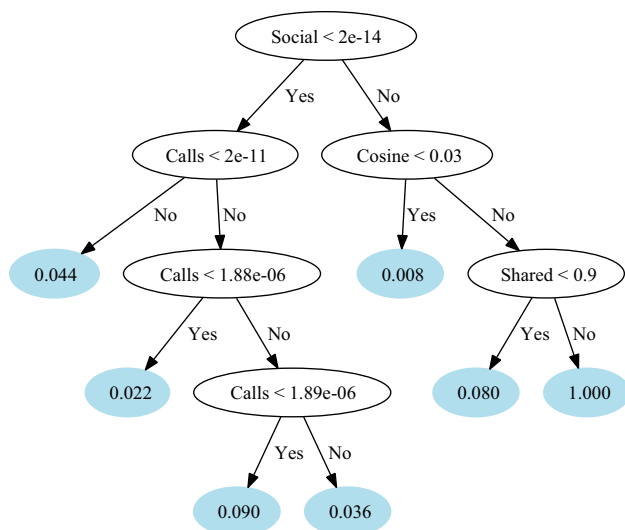 Social < 2e-14
Yes
No
Calls < 2e-11
Cosine < 0.03
No
No
Yes
No
0.044
Calls < 1.88e-06
0.008
Shared < 0.9
Yes
No
Yes
No
0.022
Calls < 1.89e-06
0.080
1.000
Yes
No
0.090
0.036